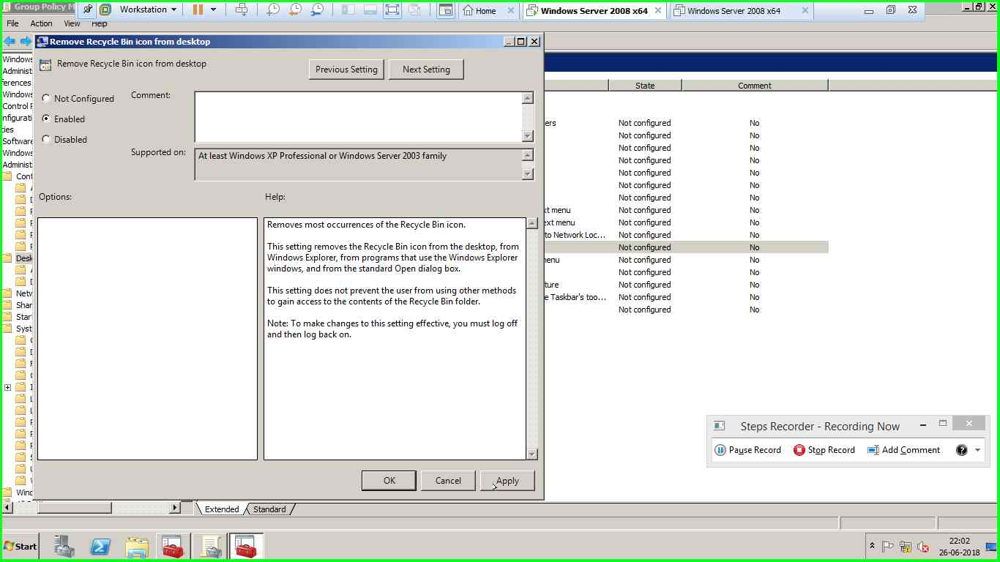 Group Policy M
Workstation
Home
Windows Server 2008 x64
Windows Server 2008 x64
File Action View Help
Remove Recycle Bin icon from desktop
Remove Recycle Bin icon from desktop
Previous Setting
Next Setting
Not Configured
Enabled
Disabled
Comment:
Supported on:
At least Windows XP Professional or Windows Server 2003 family
Options:
Help:
Removes most occurrences of the Recycle Bin icon.
This setting removes the Recycle Bin icon from the desktop, from
Windows Explorer, from programs that use the Windows Explorer
windows, and from the standard Open dialog box.
This setting does not prevent the user from using other methods
to gain access to the contents of the Recycle Bin folder.
Note: To make changes to this setting effective, you must log off
and then log back on.
OK
Cancel
Apply
Windows
Administ
ferences
Windows
Control P
nfigurati
cies
Software
Windows
Administ
Cont
Desk
Netw
Shar
Star
Syst
Wind
State Comment
ers Not configured No
Not configured No
Not configured No
Not configured No
Not configured No
Not configured No
Not configured No
t menu Not configured No
ext menu Not configured No
to Network Loc... Not configured No
Not configured No
enu Not configured No
Not configured No
ture Not configured No
e Taskbar's too... Not configured No
Not configured No
Steps Recorder - Recording Now
Pause Record
Stop Record
Add Comment
Extended
Standard
Start
22:02
26-06-2018